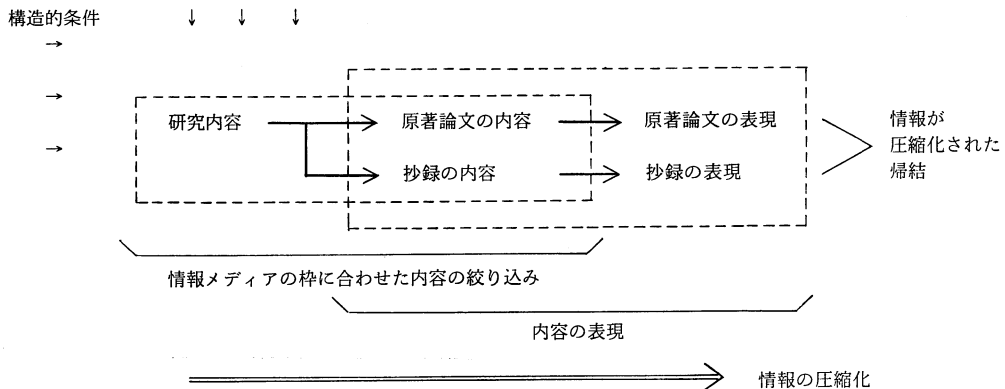 構造的条件
研究内容
原著論文の内容
原著論文の表現
抄録の内容
抄録の表現
情報が
圧縮化された
帰結
情報メディアの枠に合わせた内容の絞り込み
内容の表現
情報の圧縮化